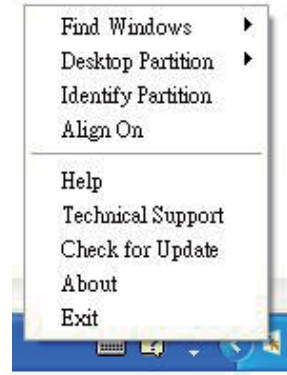 Find Windows
Desktop Partition
Identify Partition
Align On
Help
Technical Support
Check for Update
About
Exit